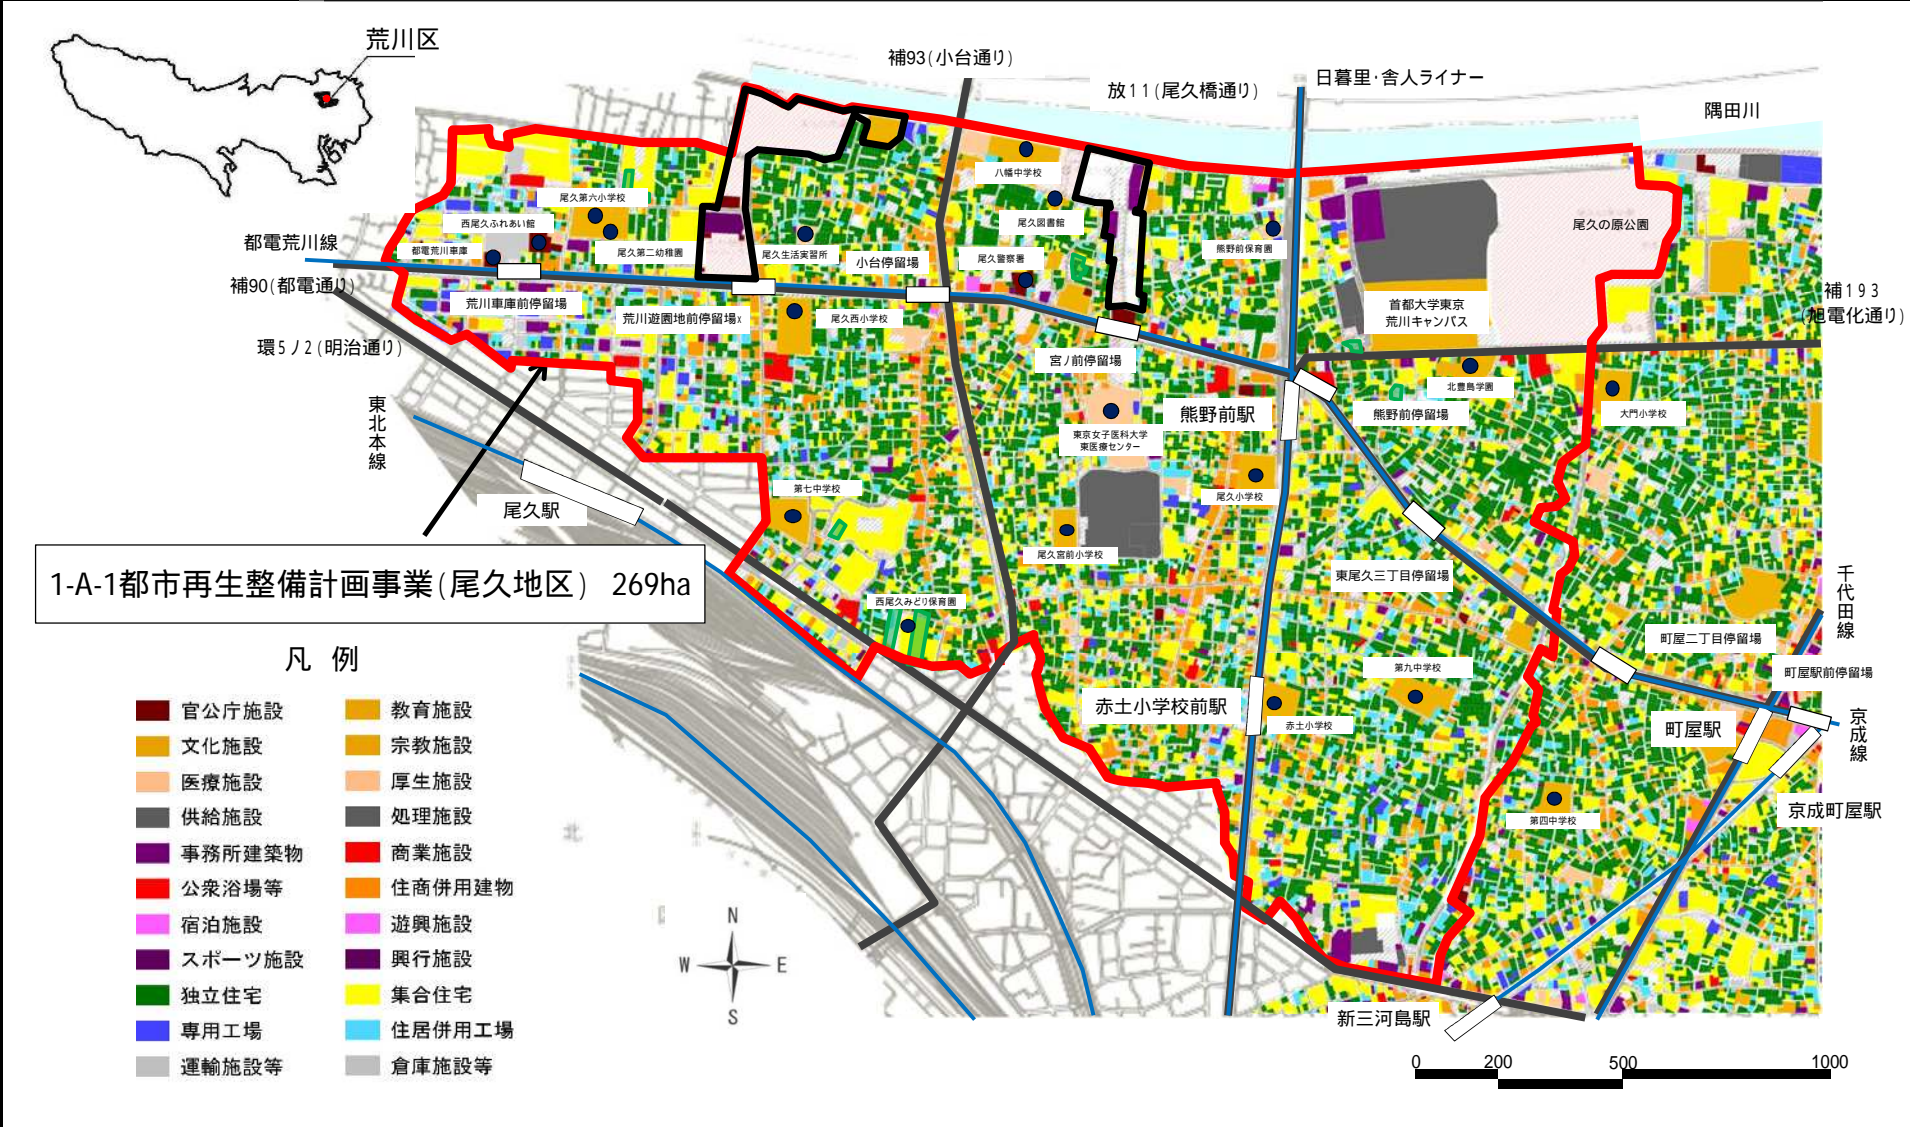 荒川区
補93(小台通り)
放11(尾久橋通り)
日暮里・舎人ライナー
隅田川
八幡中学校
尾久第六小学校
尾久図書館
尾久の原公園
西尾久ふれあい館
都電荒川線
都電荒川車庫
尾久第二幼稚園
尾久生活実習所
小台停留場
尾久警察署
熊野前保育園
補90(都電通り)
荒川車庫前停留場
荒川遊園地前停留場x
尾久西小学校
首都大学東京
荒川キャンパス
補193
(旭電化通り)
環5ノ2(明治通り)
宮ノ前停留場
北豊島学園
東北本線
熊野前駅
熊野前停留場
大門小学校
東京女子医科大学
東医療センター
第七中学校
尾久小学校
尾久駅
尾久宮前小学校
1-A-1都市再生整備計画事業(尾久地区) 269ha
東尾久三丁目停留場
千代田線
西尾久みどり保育園
町屋二丁目停留場
第九中学校
町屋駅前停留場
赤土小学校前駅
赤土小学校
町屋駅
京成線
第四中学校
京成町屋駅
新三河島駅
凡 例
官公庁施設 教育施設
文化施設 宗教施設
医療施設 厚生施設
供給施設 処理施設
事務所建築物 商業施設
公衆浴場等 住商併用建物
宿泊施設 遊興施設
スポーツ施設 興行施設
独立住宅 集合住宅
専用工場 住居併用工場
運輸施設等 倉庫施設等
北
N
W E
S
0 200 500 1000